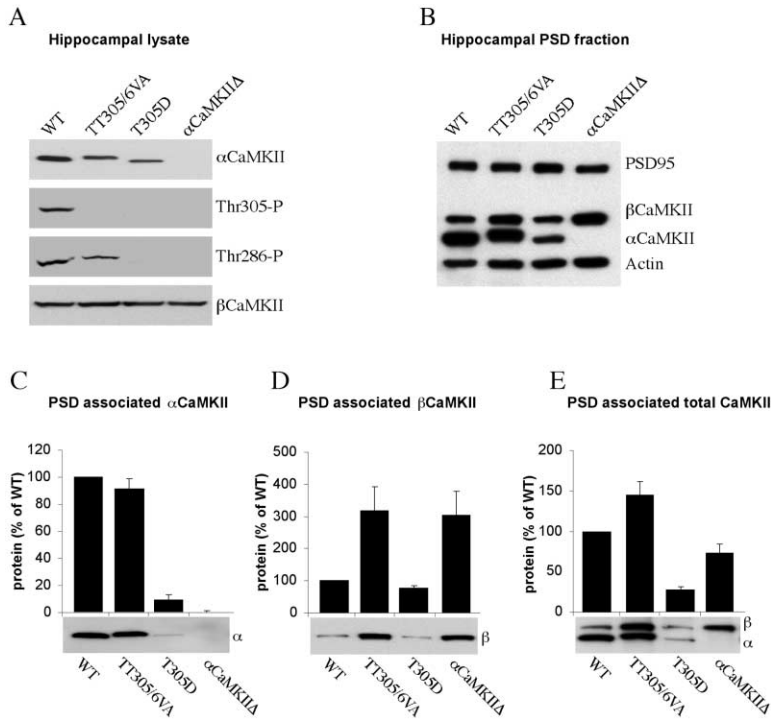 A
Hippocampal lysate
WT
TT305/6VA
T305D
αCaMKIIΔ
αCaMKII
Thr305-P
Thr286-P
βCaMKII
B
Hippocampal PSD fraction
WT
TT305/6VA
T305D
αCaMKIIΔ
PSD95
βCaMKII
αCaMKII
Actin
C
PSD associated αCaMKII
protein (% of WT)
120
100
80
60
40
20
0
α
WT
TT305/6VA
T305D
αCaMKIIΔ
D
PSD associated βCaMKII
protein (% of WT)
500
400
300
200
100
0
β
WT
TT305/6VA
T305D
αCaMKIIΔ
E
PSD associated total CaMKII
protein (% of WT)
200
150
100
50
0
β
α
WT
TT305/6VA
T305D
αCaMKIIΔ